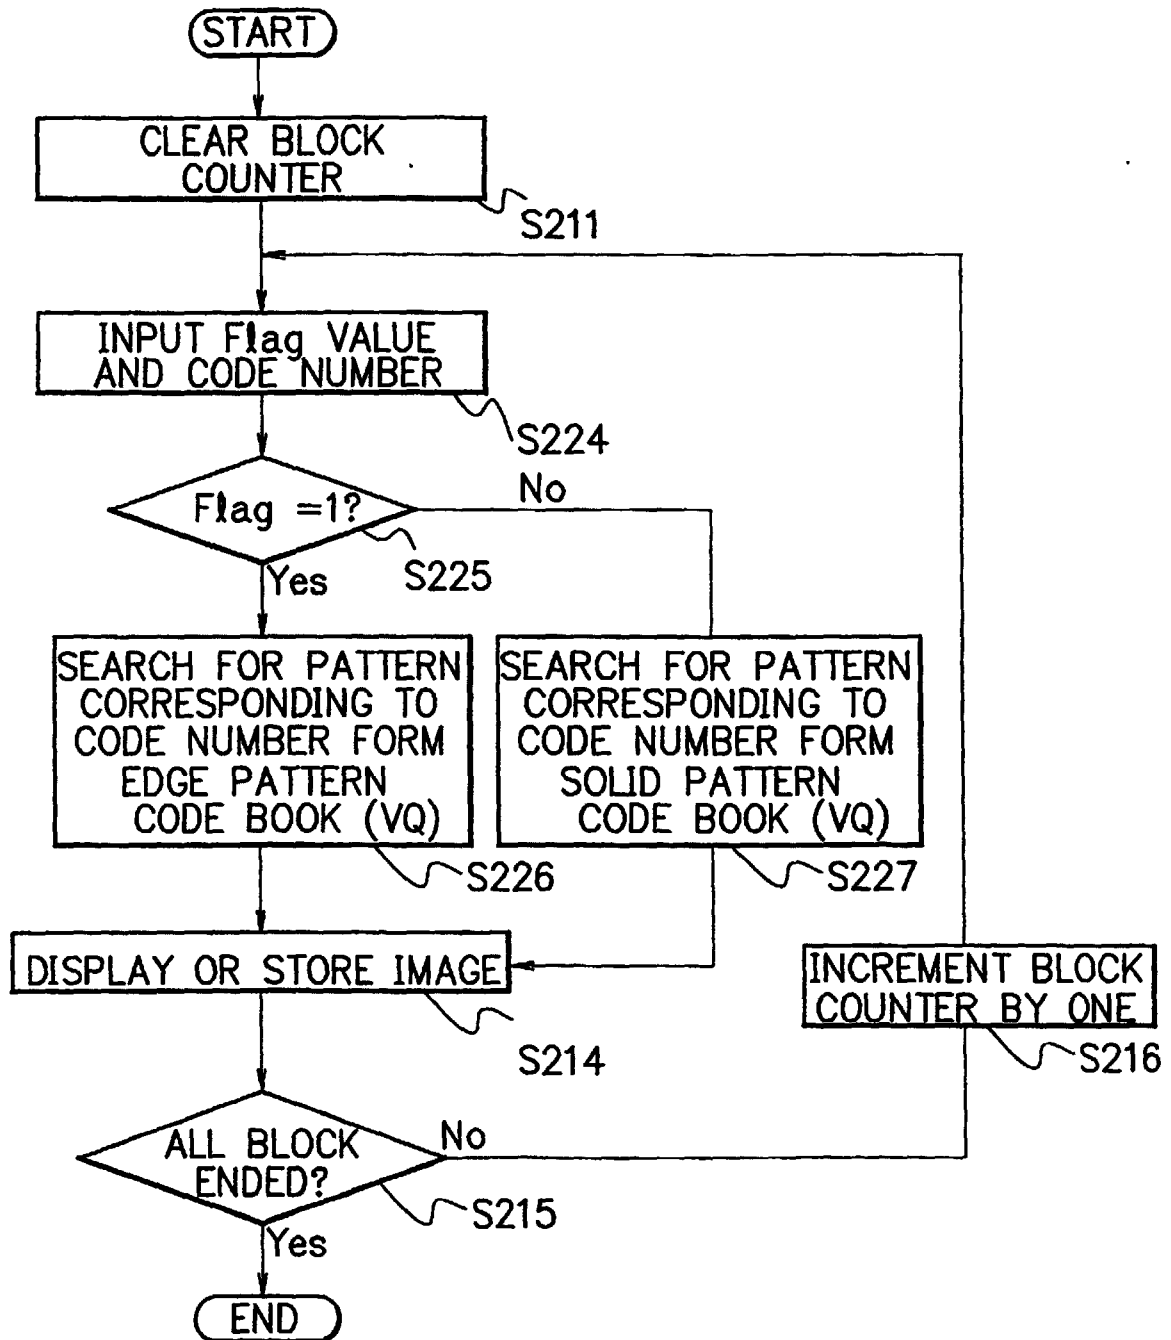 START
CLEAR BLOCK
COUNTER
S211
INPUT Flag VALUE
AND CODE NUMBER
S224
Flag =1?
No
S225
Yes
SEARCH FOR PATTERN
CORRESPONDING TO
CODE NUMBER FORM
EDGE PATTERN
CODE BOOK (VQ)
S226
SEARCH FOR PATTERN
CORRESPONDING TO
CODE NUMBER FORM
SOLID PATTERN
CODE BOOK (VQ)
S227
DISPLAY OR STORE IMAGE
S214
INCREMENT BLOCK
COUNTER BY ONE
S216
ALL BLOCK
ENDED?
No
S215
Yes
END